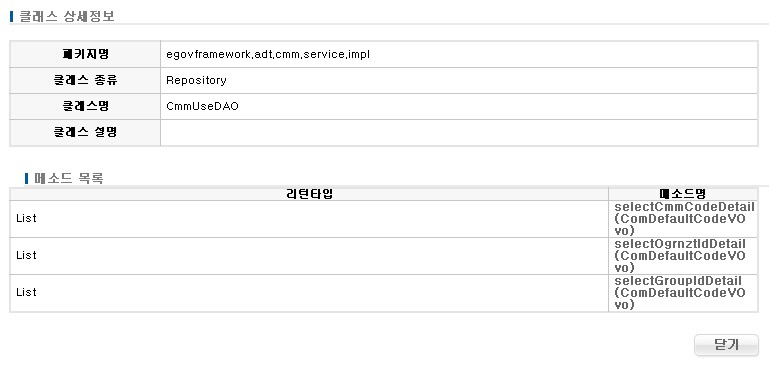 클래스 상세정보
패키지명 egovframework.adt.cmm.service.impl
클래스 종류 Repository
클래스명 CmmUseDAO
클래스 설명
메소드 목록
리턴타입 메소드명
List selectCmmCodeDetail
(ComDefaultCodeVO
vo)
List selectOgrnztIdDetail
(ComDefaultCodeVO
vo)
List selectGroupIdDetail
(ComDefaultCodeVO
vo)
닫기